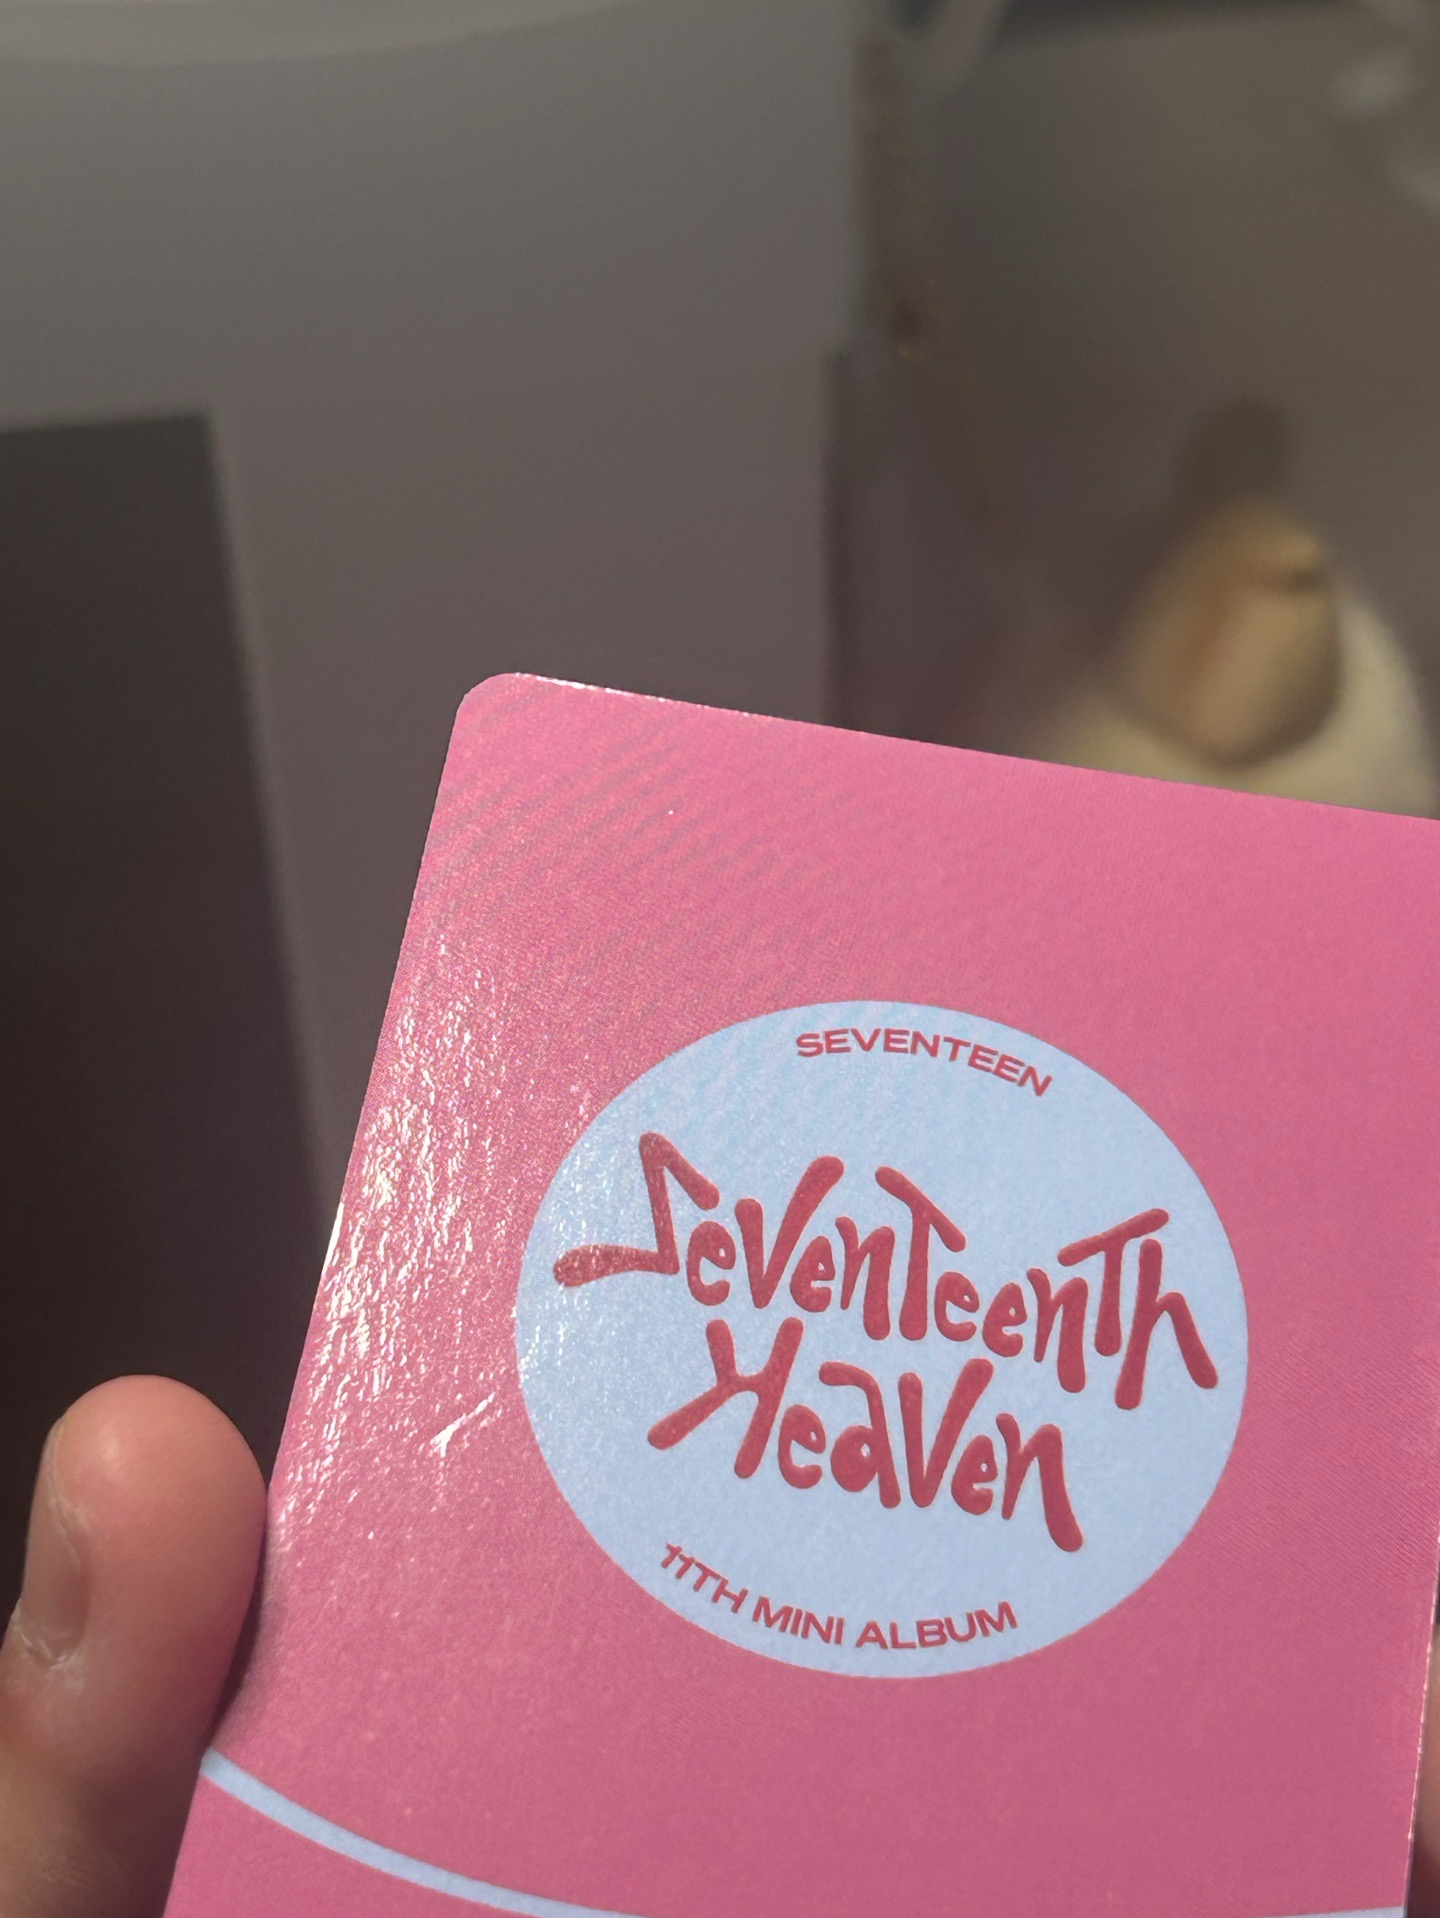 SEVENTEEN
SevenTeenTh
Heaven
11TH MINI ALBUM